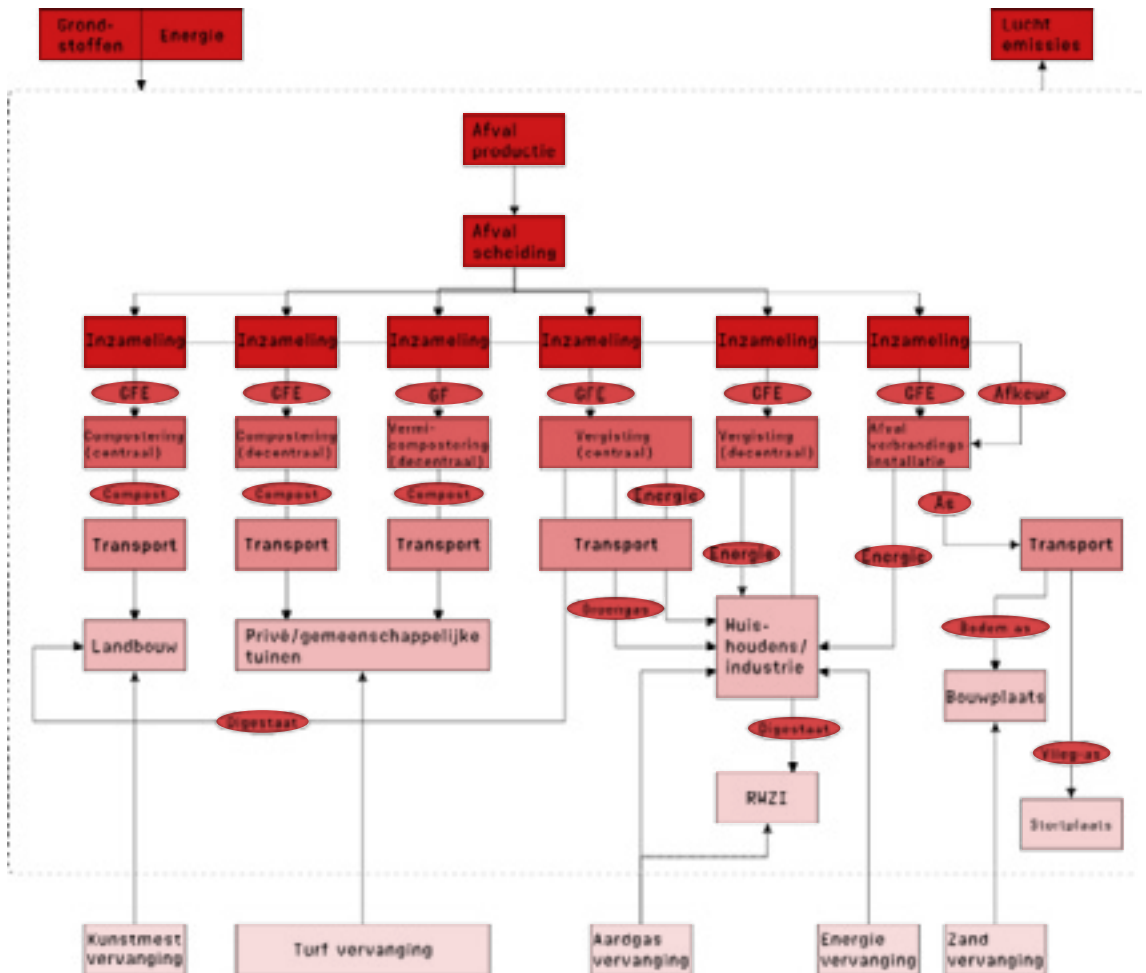 Grond-
stoffen
Energie
Lucht
emissies
Afval
productie
Afval
scheiding
Inzameling
Inzameling
Inzameling
Inzameling
Inzameling
Inzameling
GFE
GFE
GF
GFE
GFE
GFE
Afkeur
Compostering
(centraal)
Compostering
(decentraal)
Vermi-
compostering
(decentraal)
Vergisting
(centraal)
Vergisting
(decentraal)
Afval
verbrandings
installatie
Compost
Compost
Compost
Energie
As
Transport
Transport
Transport
Transport
Energie
Energie
Transport
Groengas
Landbouw
Privé/gemeenschappelijke
tuinen
Huis-
houdens/
industrie
Bodem as
Bouwplaats
Digestaat
Digestaat
Vlieg-as
RWZI
Stortplaats
Kunstmest
vervanging
Turf vervanging
Aardgas
vervanging
Energie
vervanging
Zand
vervanging